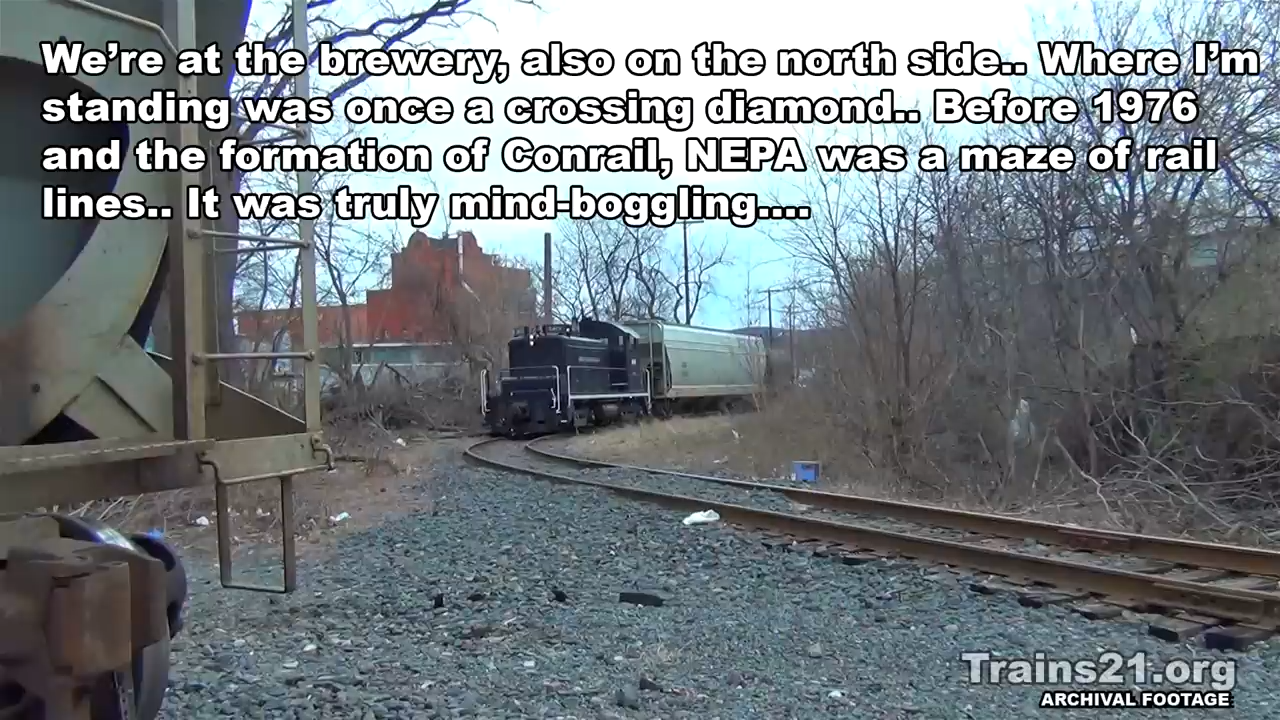 We’re at the brewery, also on the north side.. Where I’m
standing was once a crossing diamond.. Before 1976
and the formation of Conrail, NEPA was a maze of rail
lines.. It was truly mind-boggling....
Trains21.org
ARCHIVAL FOOTAGE